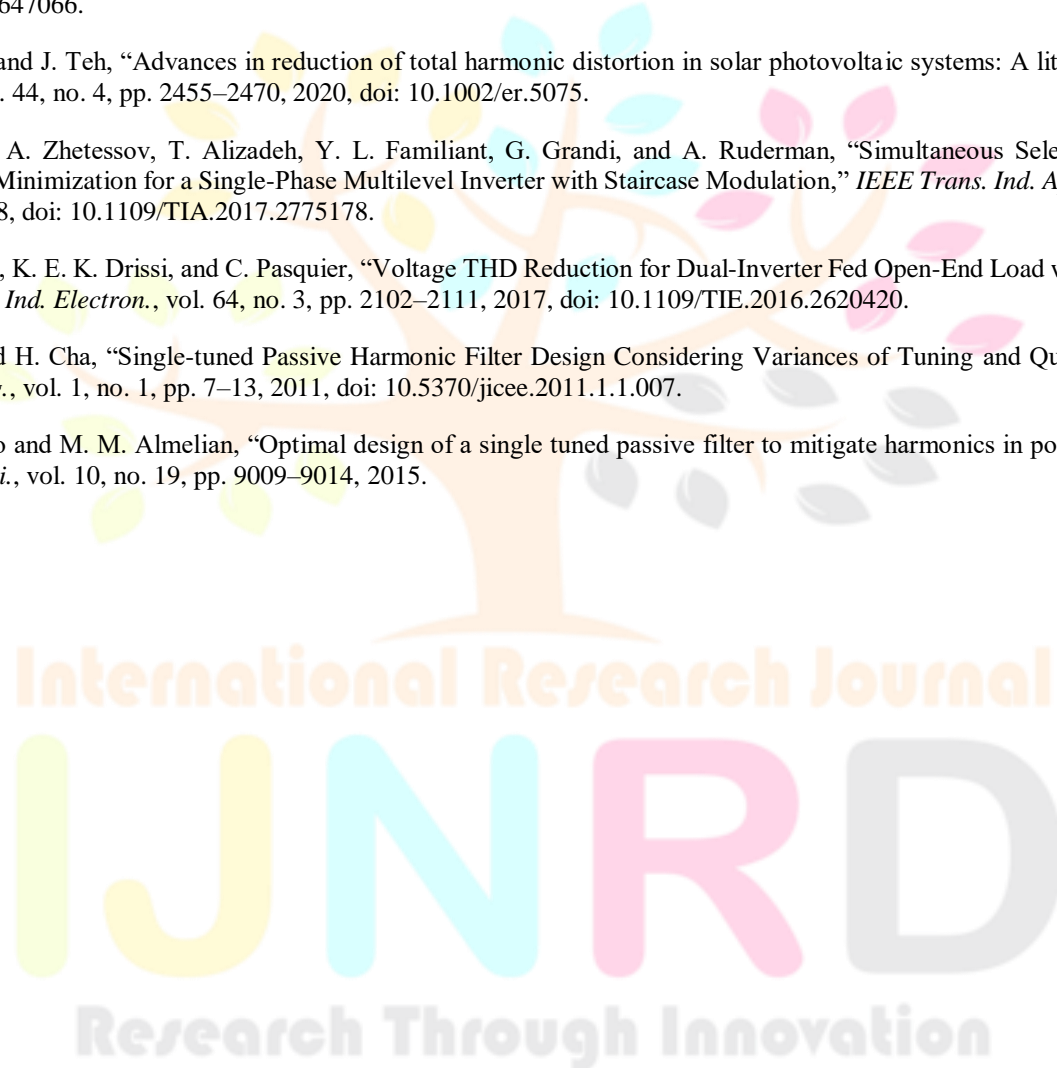 647066.
and J. Teh, “Advances in reduction of total harmonic distortion in solar photovoltaic systems: A lit
. 44, no. 4, pp. 2455–2470, 2020, doi: 10.1002/er.5075.
A. Zhetessov, T. Alizadeh, Y. L. Familiant, G. Grandi, and A. Ruderman, “Simultaneous Sele
Minimization for a Single-Phase Multilevel Inverter with Staircase Modulation,” IEEE Trans. Ind. A
8, doi: 10.1109/TIA.2017.2775178.
, K. E. K. Drissi, and C. Pasquier, “Voltage THD Reduction for Dual-Inverter Fed Open-End Load v
Ind. Electron., vol. 64, no. 3, pp. 2102–2111, 2017, doi: 10.1109/TIE.2016.2620420.
d H. Cha, “Single-tuned Passive Harmonic Filter Design Considering Variances of Tuning and Qu
., vol. 1, no. 1, pp. 7–13, 2011, doi: 10.5370/jicee.2011.1.1.007.
o and M. M. Almelian, “Optimal design of a single tuned passive filter to mitigate harmonics in po
i., vol. 10, no. 19, pp. 9009–9014, 2015.
International Research Journal
IJNRD
Research Through Innovation